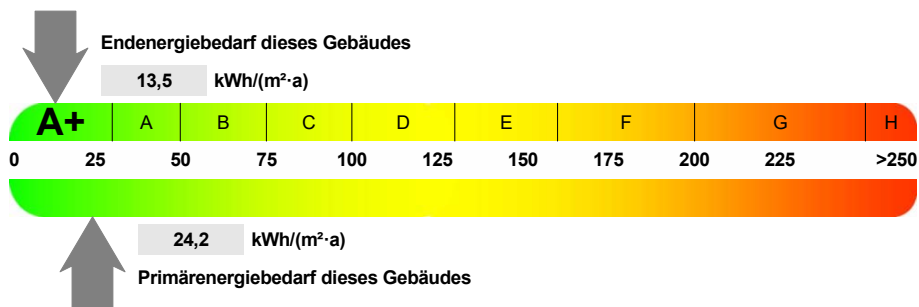 Endenergiebedarf dieses Gebäudes
13,5 kWh/(m²·a)
A+ A B C D E F G H
0 25 50 75 100 125 150 175 200 225 >250
24,2 kWh/(m²·a)
Primärenergiebedarf dieses Gebäudes